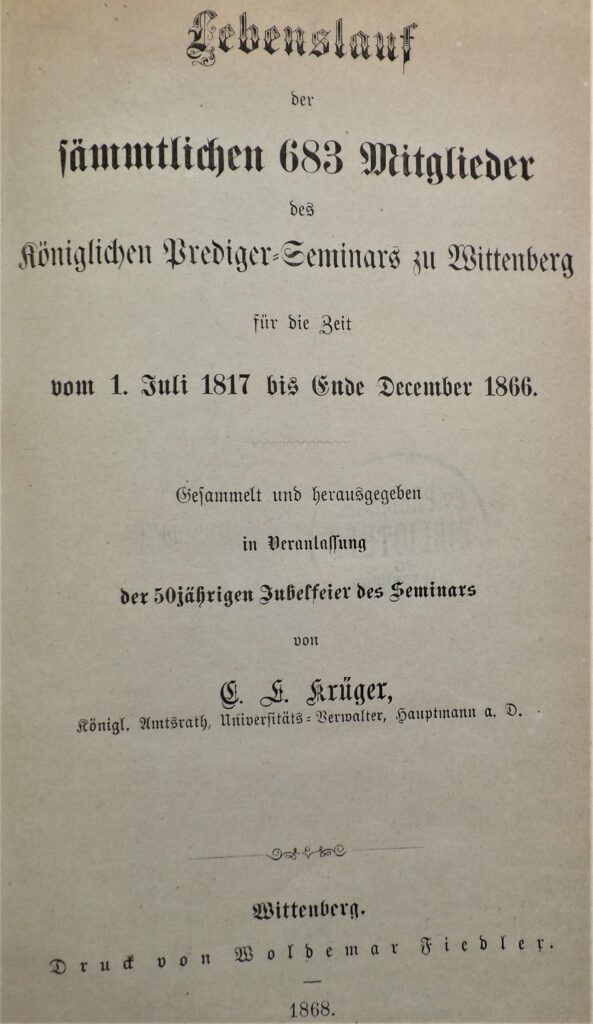 Lebenslauf
der
sämmtlichen 683 Mitglieder
des
Königlichen Prediger-Seminars zu Wittenberg
für die Zeit
vom 1. Juli 1817 bis Ende December 1866.
Gesammelt und herausgegeben
in Veranlassung
der 50jährigen Jubelfeier des Seminars
von
C. L. Krüger,
Königl. Amtsrath, Universitäts-Verwalter, Hauptmann a. D.
Wittenberg.
Druck von Woldemar Fiedler.
1868.